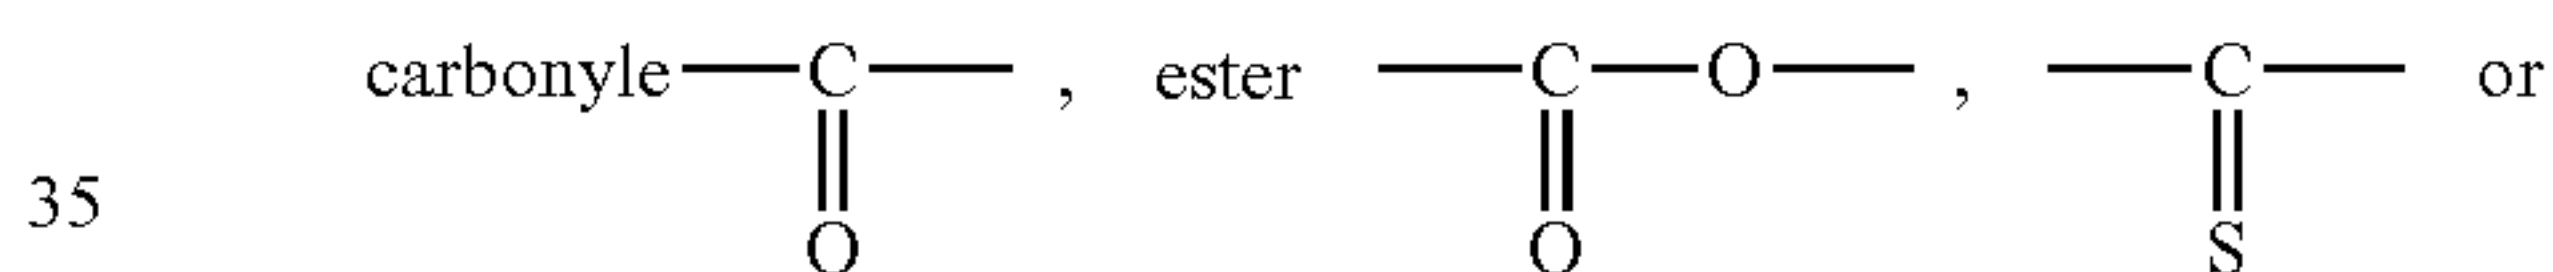 carbonyle—C—, ester —C—O—, —C— or
35
O O S